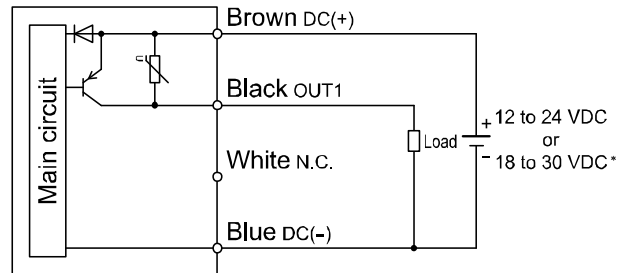 Brown DC(+)
Main circuit
U
Black OUT1
Load
+ 12 to 24 VDC
or
− 18 to 30 VDC*
White N.C.
Blue DC(-)